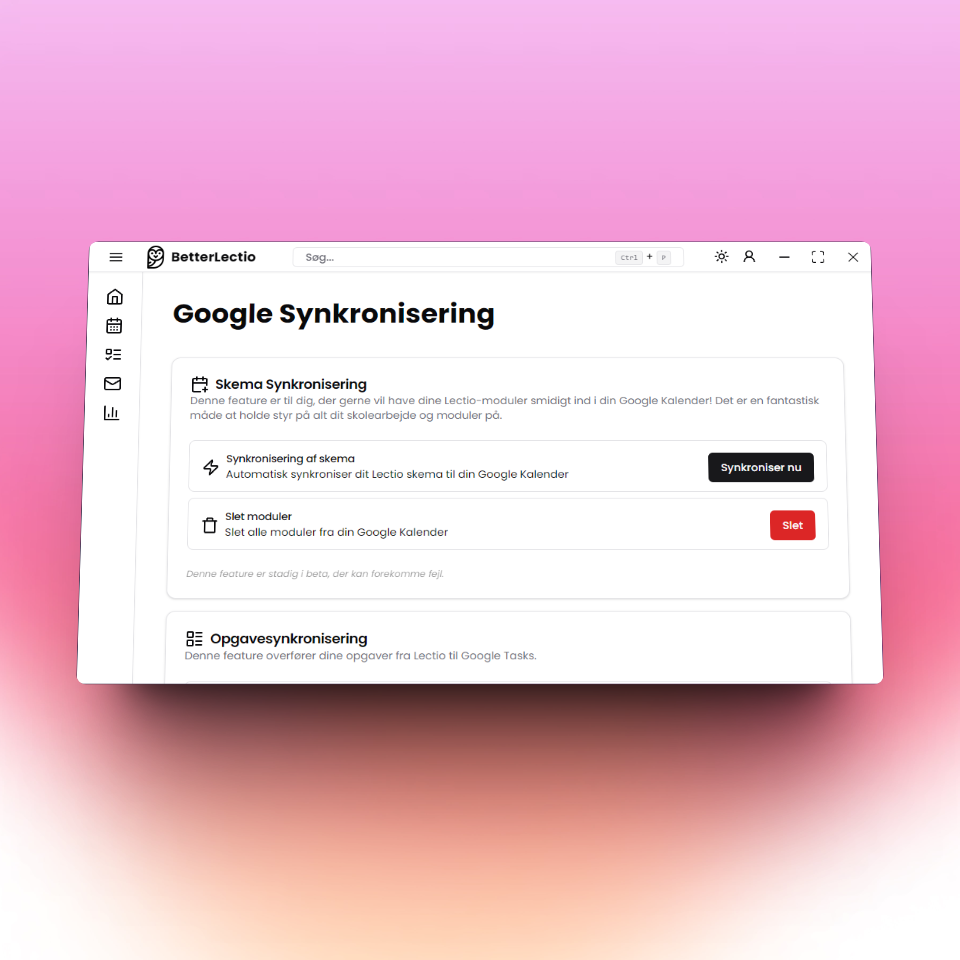 BetterLectio
Søg...
Ctrl + P
Google Synkronisering
Skema Synkronisering
Denne feature er til dig, der gerne vil have dine Lectio-moduler smidigt ind i din Google Kalender! Det er en fantastisk
måde at holde styr på alt dit skolearbejde og moduler på.
Synkronisering af skema
Automatisk synkroniser dit Lectio skema til din Google Kalender
Synkroniser nu
Slet moduler
Slet alle moduler fra din Google Kalender
Slet
Denne feature er stadig i beta, der kan forekomme fejl.
Opgavesynkronisering
Denne feature overfører dine opgaver fra Lectio til Google Tasks.